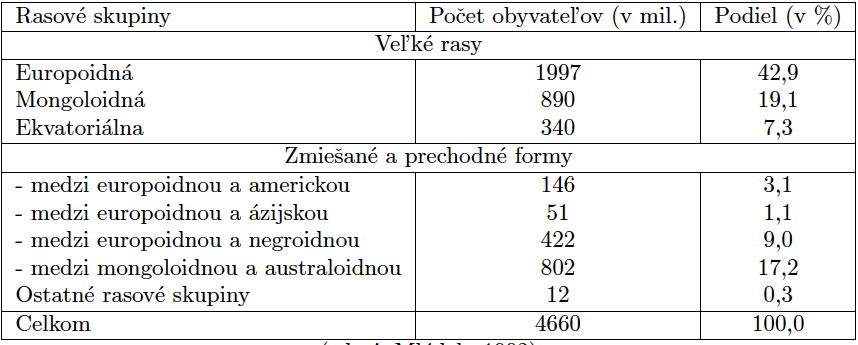 Rasové skupiny Počet obyvateľov (v mil.) Podiel (v %)
Veľké rasy
Europoidná 1997 42,9
Mongoloidná 890 19,1
Ekvatoriálna 340 7,3
Zmiešané a prechodné formy
- medzi europoidnou a americkou 146 3,1
- medzi europoidnou a ázijskou 51 1,1
- medzi europoidnou a negroidnou 422 9,0
- medzi mongoloidnou a australoidnou 802 17,2
Ostatné rasové skupiny 12 0,3
Celkom 4660 100,0